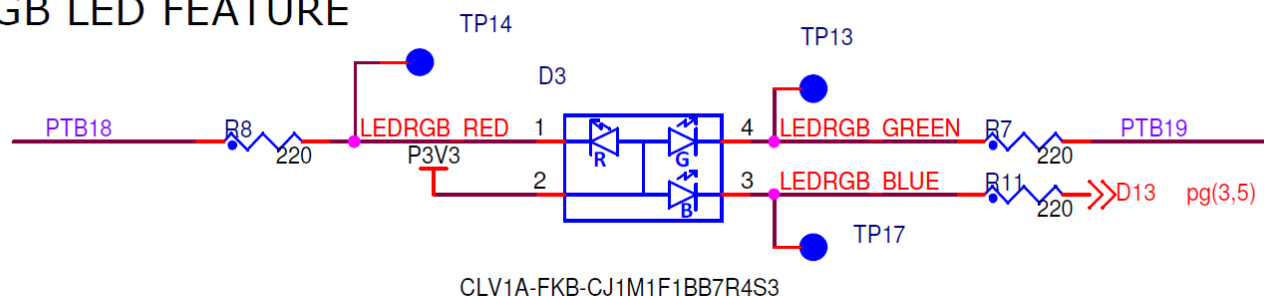 GB LED FEATURE
TP14
TP13
D3
PTB18
R8
220
LEDRGB_RED
1
4
LEDRGB_GREEN
R7
220
PTB19
P3V3
R
G
2
3
LEDRGB_BLUE
R11
220
D13
pg(3,5)
B
TP17
CLV1A-FKB-CJ1M1F1BB7R4S3